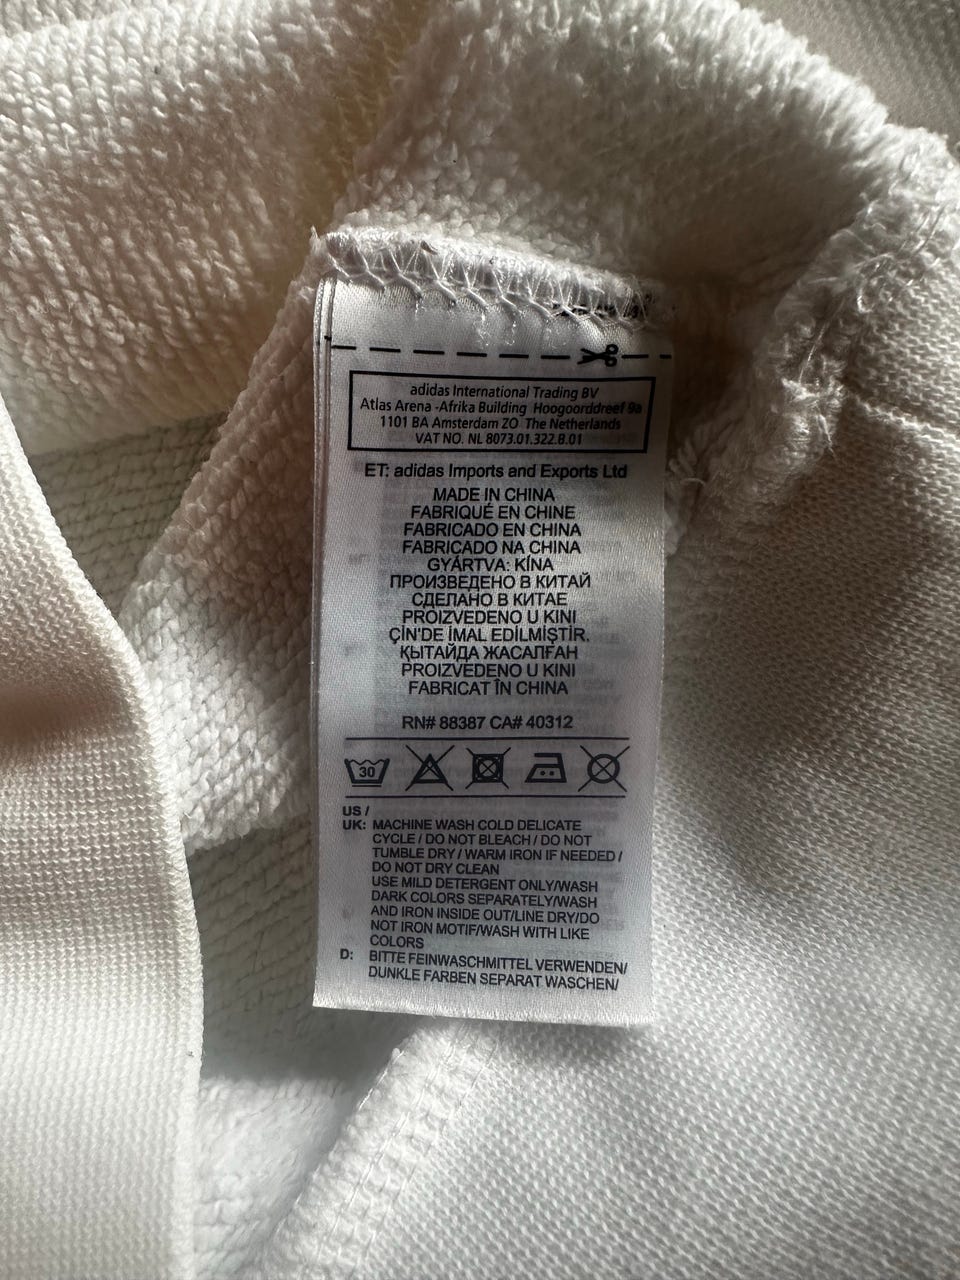 adidas International Trading BV
Atlas Arena -Afrika Building Hoogoorddreef 9a
1101 BA Amsterdam ZO The Netherlands
VAT NO. NL 8073.01.322.B.01
ET: adidas Imports and Exports Ltd
MADE IN CHINA
FABRIQUÉ EN CHINE
FABRICADO EN CHINA
FABRICADO NA CHINA
GYÁRTVA: KÍNA
ПРОИЗВЕДЕНО В КИТАЙ
СДЕЛАНО В КИТАЕ
PROIZVEDENO U KINI
ÇİN'DE İMAL EDİLMİŞTİR.
ҚЫТАЙДА ЖАСАЛҒАН
PROIZVEDENO U KINI
FABRICAT ÎN CHINA
RN# 88387 CA# 40312
30
US /
UK: MACHINE WASH COLD DELICATE
CYCLE / DO NOT BLEACH / DO NOT
TUMBLE DRY / WARM IRON IF NEEDED /
DO NOT DRY CLEAN
USE MILD DETERGENT ONLY/WASH
DARK COLORS SEPARATELY/WASH
AND IRON INSIDE OUT/LINE DRY/DO
NOT IRON MOTIF/WASH WITH LIKE
COLORS
D: BITTE FEINWASCHMITTEL VERWENDEN/
DUNKLE FARBEN SEPARAT WASCHEN/